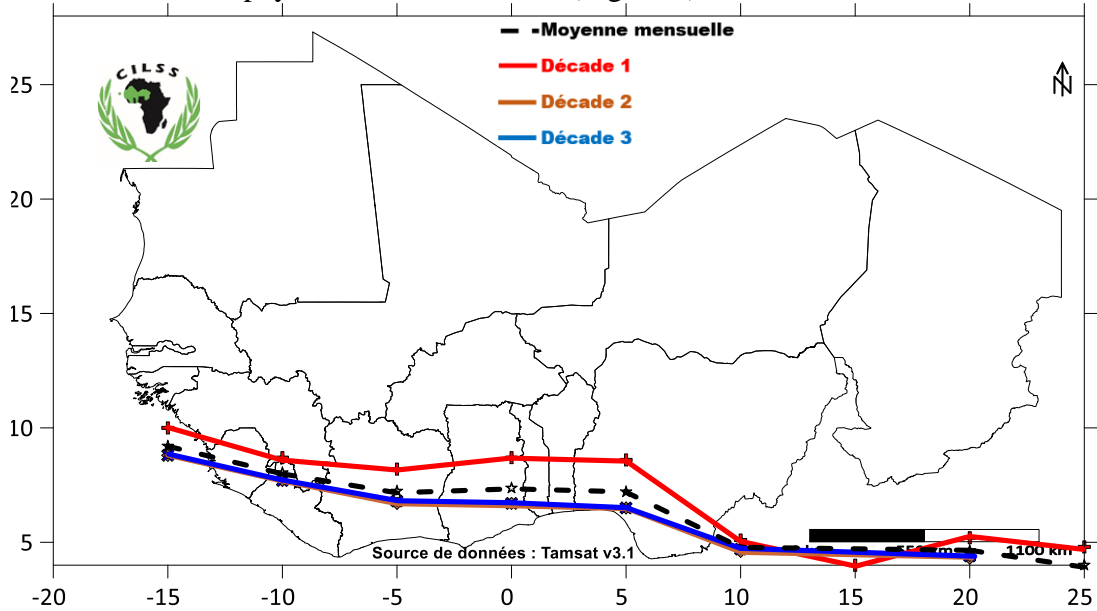 Moyenne mensuelle
Décade 1
Décade 2
Décade 3
CILSS
N
25
20
15
10
5
Source de données : Tamsat v3.1
1100 km
-20 -15 -10 -5 0 5 10 15 20 25